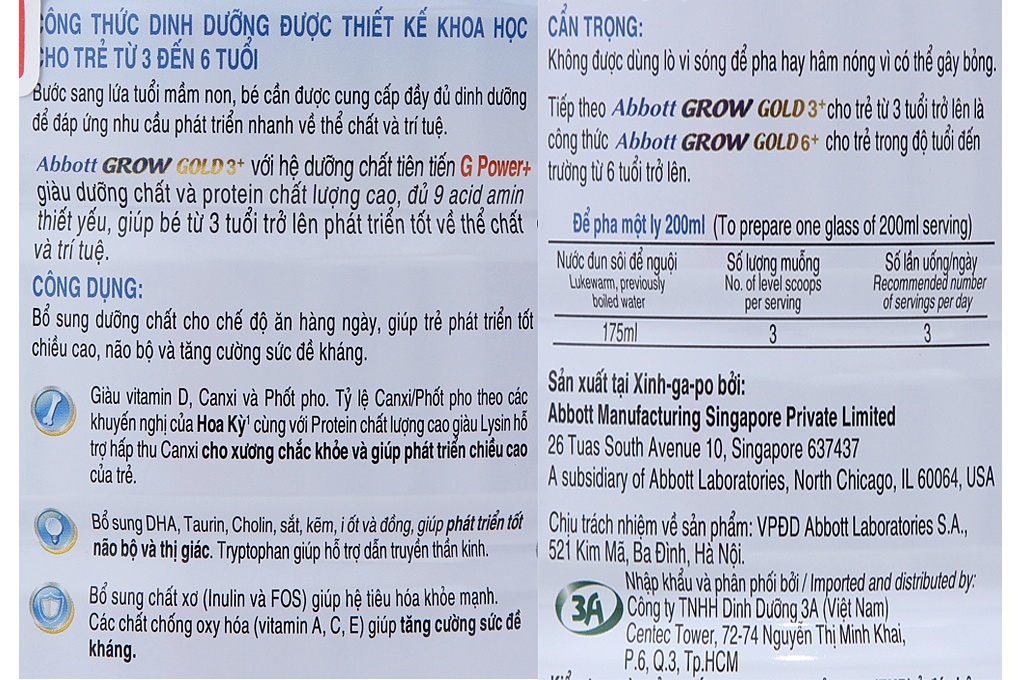 CÔNG THỨC DINH DƯỠNG ĐƯỢC THIẾT KẾ KHOA HỌC
CHO TRẺ TỪ 3 ĐẾN 6 TUỔI
Bước sang lứa tuổi mầm non, bé cần được cung cấp đầy đủ dinh dưỡng
để đáp ứng nhu cầu phát triển nhanh về thể chất và trí tuệ.
Abbott GROW GOLD 3+ với hệ dưỡng chất tiên tiến G Power+
giàu dưỡng chất và protein chất lượng cao, đủ 9 acid amin
thiết yếu, giúp bé từ 3 tuổi trở lên phát triển tốt về thể chất
và trí tuệ.
CÔNG DỤNG:
Bổ sung dưỡng chất cho chế độ ăn hàng ngày, giúp trẻ phát triển tốt
chiều cao, não bộ và tăng cường sức đề kháng.
Giàu vitamin D, Canxi và Phốt pho. Tỷ lệ Canxi/Phốt pho theo các
khuyến nghị của Hoa Kỳ¹ cùng với Protein chất lượng cao giàu Lysin hỗ
trợ hấp thu Canxi cho xương chắc khỏe và giúp phát triển chiều cao
của trẻ.
Bổ sung DHA, Taurin, Cholin, sắt, kẽm, i ốt và đồng, giúp phát triển tốt
não bộ và thị giác. Tryptophan giúp hỗ trợ dẫn truyền thần kinh.
Bổ sung chất xơ (Inulin và FOS) giúp hệ tiêu hóa khỏe mạnh.
Các chất chống oxy hóa (vitamin A, C, E) giúp tăng cường sức đề
kháng.
CẨN TRỌNG:
Không được dùng lò vi sóng để pha hay hâm nóng vì có thể gây bỏng.
Tiếp theo Abbott GROW GOLD 3+ cho trẻ từ 3 tuổi trở lên là
công thức Abbott GROW GOLD 6+ cho trẻ trong độ tuổi đến
trường từ 6 tuổi trở lên.
Để pha một ly 200ml (To prepare one glass of 200ml serving)
Nước đun sôi để nguội Số lượng muỗng Số lần uống/ngày
Lukewarm, previously No. of level scoops Recommended number
boiled water per serving of servings per day
175ml 3 3
Sản xuất tại Xinh-ga-po bởi:
Abbott Manufacturing Singapore Private Limited
26 Tuas South Avenue 10, Singapore 637437
A subsidiary of Abbott Laboratories, North Chicago, IL 60064, USA
Chịu trách nhiệm về sản phẩm: VPĐD Abbott Laboratories S.A.,
521 Kim Mã, Ba Đình, Hà Nội.
Nhập khẩu và phân phối bởi / Imported and distributed by:
3A Công ty TNHH Dinh Dưỡng 3A (Việt Nam)
Centec Tower, 72-74 Nguyễn Thị Minh Khai,
P.6, Q.3, Tp.HCM